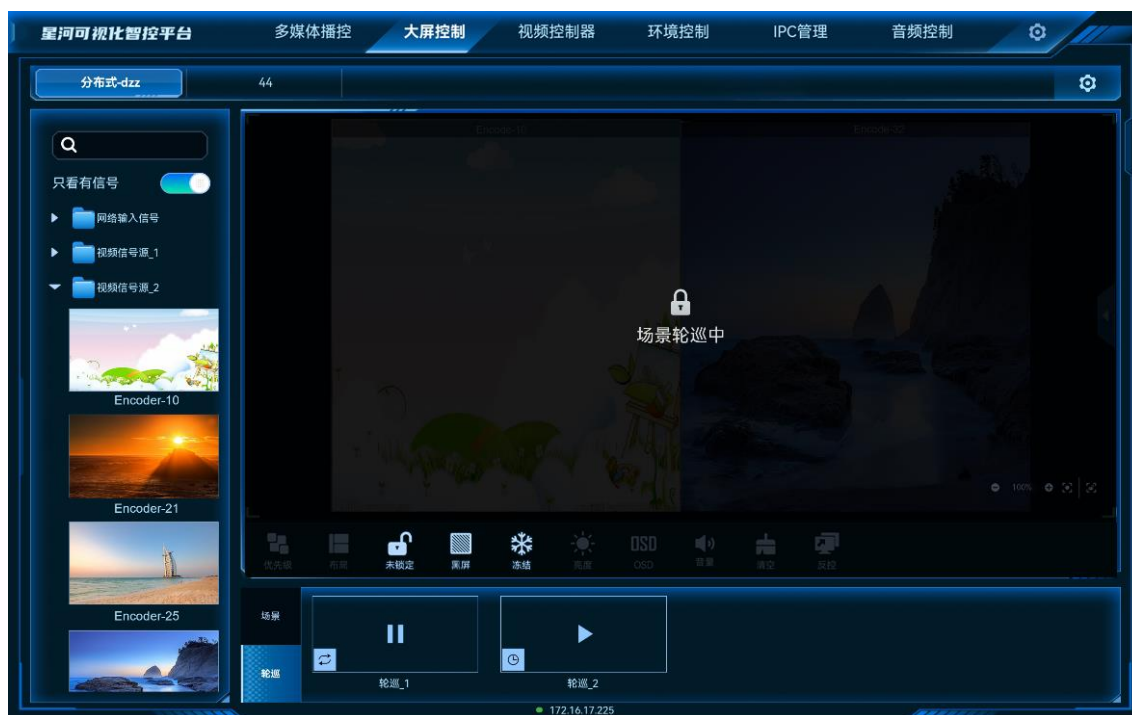 星河可视化智控平台
多媒体播控 大屏控制 视频控制器 环境控制 IPC管理 音频控制
分布式-dzz 44
只看有信号
网络输入信号
视频信号源_1
视频信号源_2
Encoder-10
Encoder-21
Encoder-25
场景轮巡中
100%
优先级 布局 未锁定 黑屏 冻结 亮度 OSD 音量 清空 反控
OSD
场景
轮巡
轮巡_1 轮巡_2
172.16.17.225